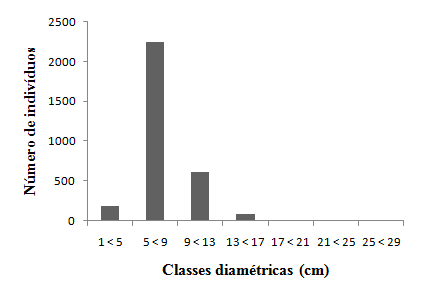 Número de indivíduos
2500
2000
1500
1000
500
0
1 < 5 5 < 9 9 < 13 13 < 17 17 < 21 21 < 25 25 < 29
Classes diamétricas (cm)